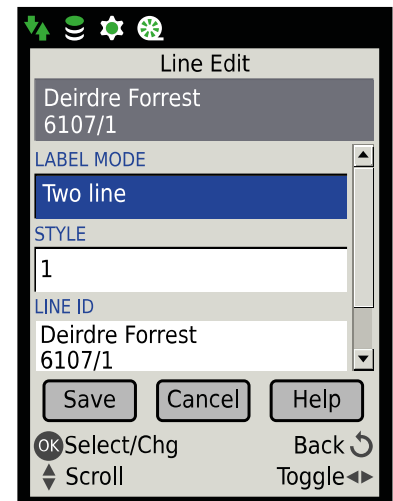 Line Edit
Deirdre Forrest
6107/1
LABEL MODE
Two line
STYLE
1
LINE ID
Deirdre Forrest
6107/1
Save Cancel Help
OK Select/Chg Back
Scroll Toggle